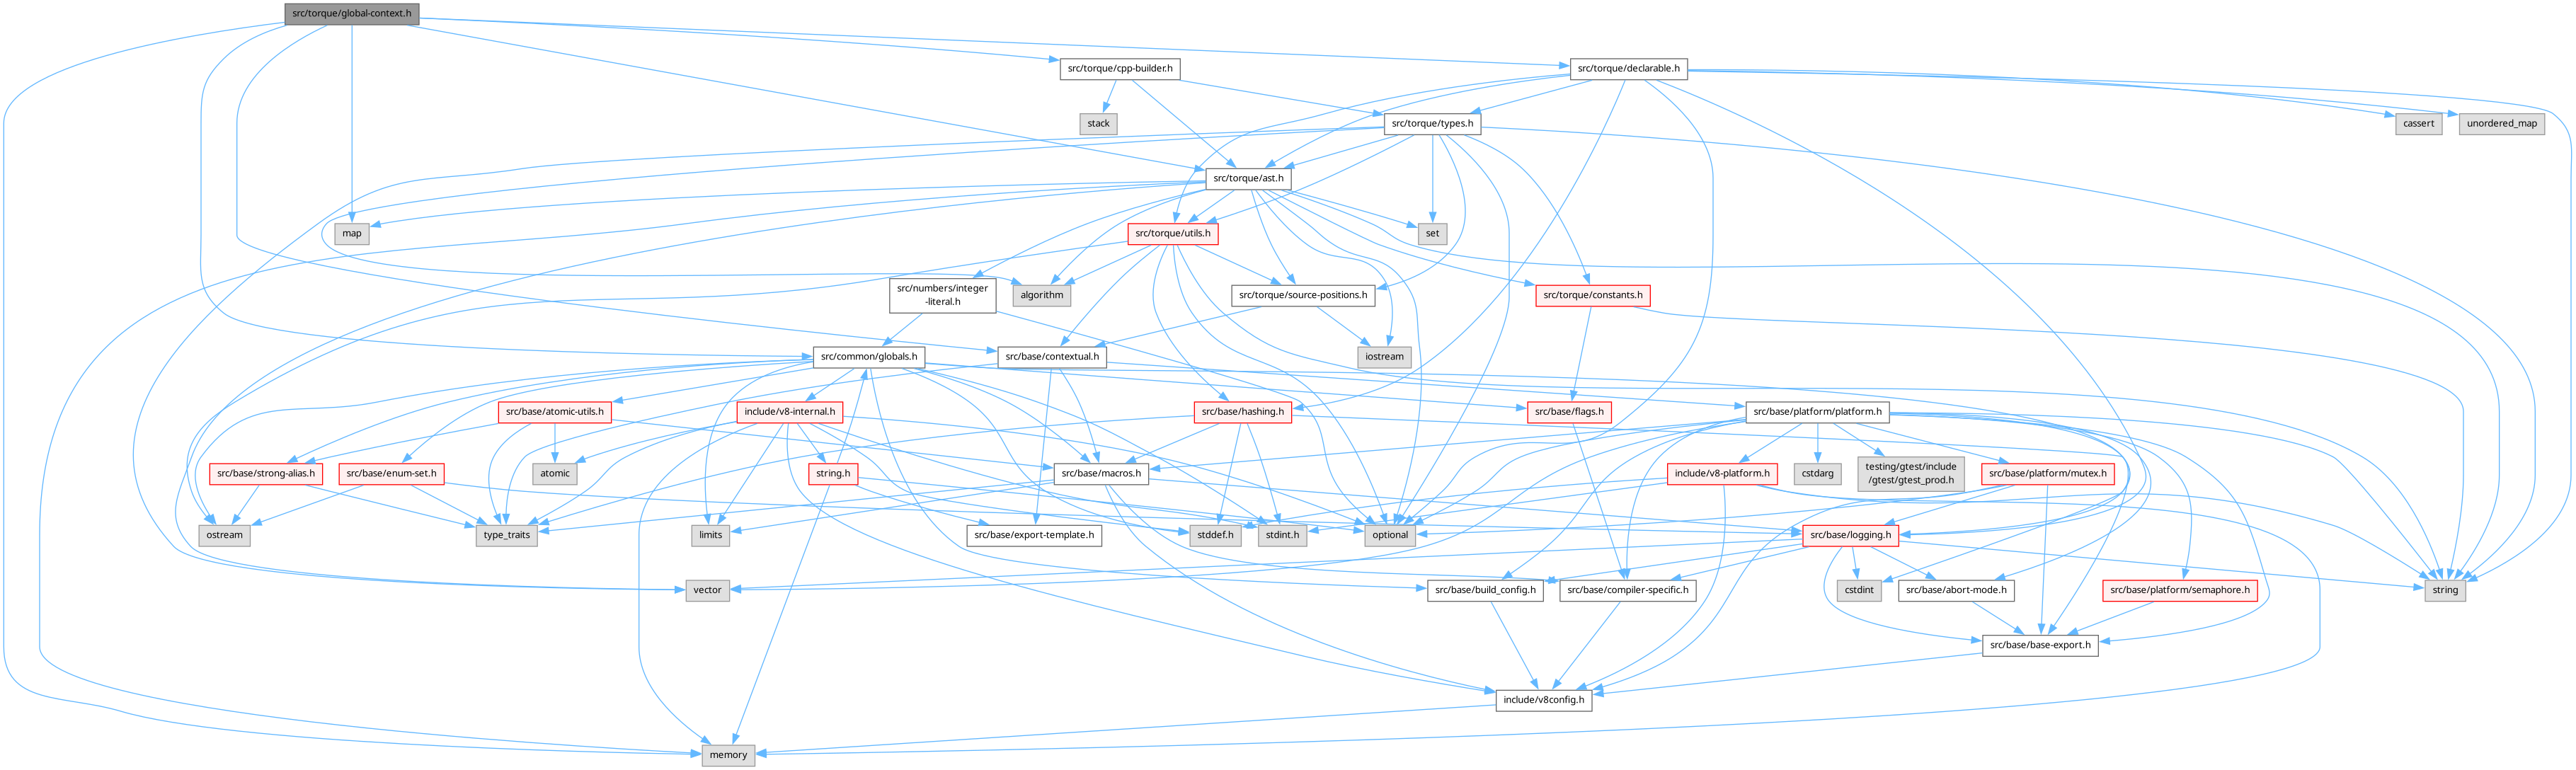 src/torque/global-context.h
src/torque/cpp-builder.h
src/torque/declarable.h
stack
src/torque/types.h
cassert
unordered_map
src/torque/ast.h
map
src/torque/utils.h
set
src/numbers/integer
-literal.h
algorithm
src/torque/source-positions.h
src/torque/constants.h
src/common/globals.h
src/base/contextual.h
iostream
src/base/atomic-utils.h
include/v8-internal.h
src/base/hashing.h
src/base/flags.h
src/base/platform/platform.h
src/base/strong-alias.h
src/base/enum-set.h
atomic
string.h
src/base/macros.h
include/v8-platform.h
cstdarg
testing/gtest/include
/gtest/gtest_prod.h
src/base/platform/mutex.h
ostream
type_traits
limits
src/base/export-template.h
stddef.h
stdint.h
optional
src/base/logging.h
vector
src/base/build_config.h
src/base/compiler-specific.h
cstdint
src/base/abort-mode.h
src/base/platform/semaphore.h
string
src/base/base-export.h
include/v8config.h
memory